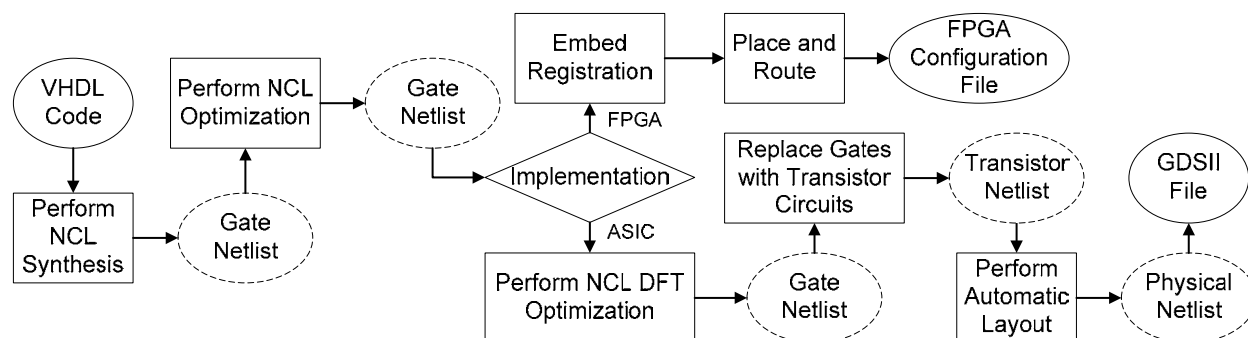 VHDL
Code
Perform
NCL
Synthesis
Gate
Netlist
Perform NCL
Optimization
Gate
Netlist
Implementation
FPGA
Embed
Registration
Place and
Route
FPGA
Configuration
File
ASIC
Perform NCL DFT
Optimization
Gate
Netlist
Replace Gates
with Transistor
Circuits
Transistor
Netlist
Perform
Automatic
Layout
Physical
Netlist
GDSII
File